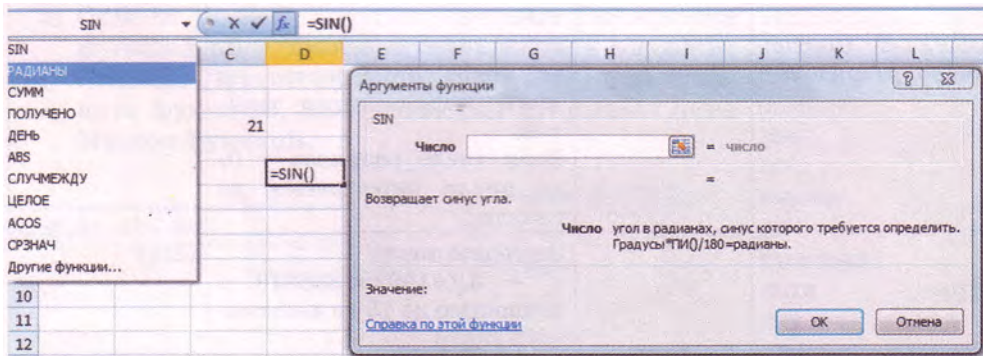 SIN =SIN()
SIN
РАДИАНЫ
СУММ
ПОЛУЧЕНО
ДЕНЬ
ABS
СЛУЧМЕЖДУ
ЦЕЛОЕ
ACOS
СРЗНАЧ
Другие функции...
C D E F G H I J K L
21
=SIN()
10
11
12
Аргументы функции
SIN
Число = число
=
Возвращает синус угла.
Число угол в радианах, синус которого требуется определить.
Градусы*ПИ()/180=радианы.
Значение:
Справка по этой функции
ОК Отмена